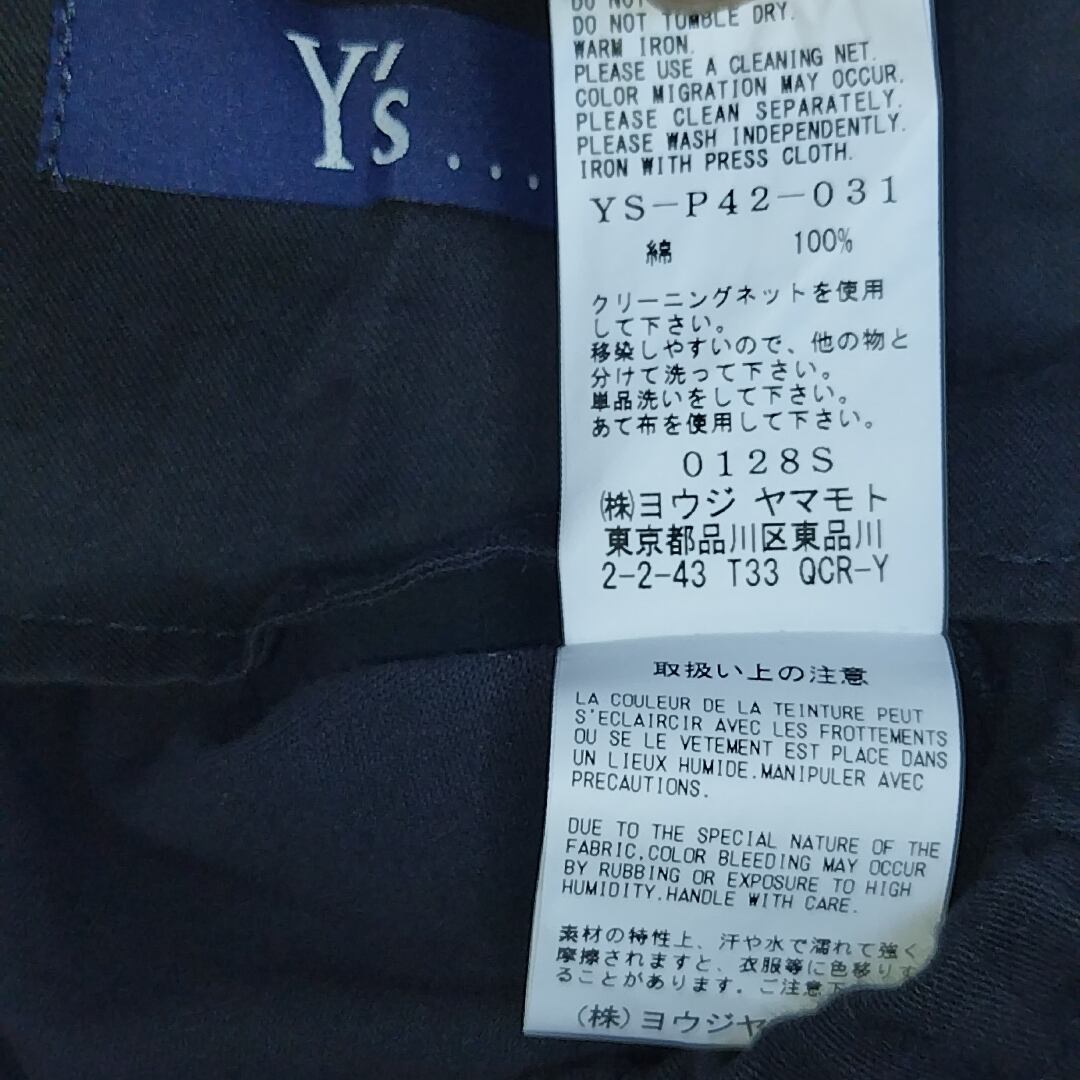 Y's...
DO NOT
DO NOT TUMBLE DRY.
WARM IRON.
PLEASE USE A CLEANING NET.
COLOR MIGRATION MAY OCCUR.
PLEASE CLEAN SEPARATELY.
PLEASE WASH INDEPENDENTLY.
IRON WITH PRESS CLOTH.
YS-P42-031
綿 100%
クリーニングネットを使用
して下さい。
移染しやすいので、他の物と
分けて洗って下さい。
単品洗いをして下さい。
あて布を使用して下さい。
0128S
㈱ヨウジ ヤマモト
東京都品川区東品川
2-2-43 T33 QCR-Y
取扱い上の注意
LA COULEUR DE LA TEINTURE PEUT
S'ECLAIRCIR AVEC LES FROTTEMENTS
OU SE LE VETEMENT EST PLACE DANS
UN LIEUX HUMIDE.MANIPULER AVEC
PRECAUTIONS.
DUE TO THE SPECIAL NATURE OF THE
FABRIC,COLOR BLEEDING MAY OCCUR
BY RUBBING OR EXPOSURE TO HIGH
HUMIDITY.HANDLE WITH CARE.
素材の特性上、汗や水で濡れて強く
摩擦されますと、衣服等に色移りす
ることがあります。ご注意下
(株)ヨウジヤ